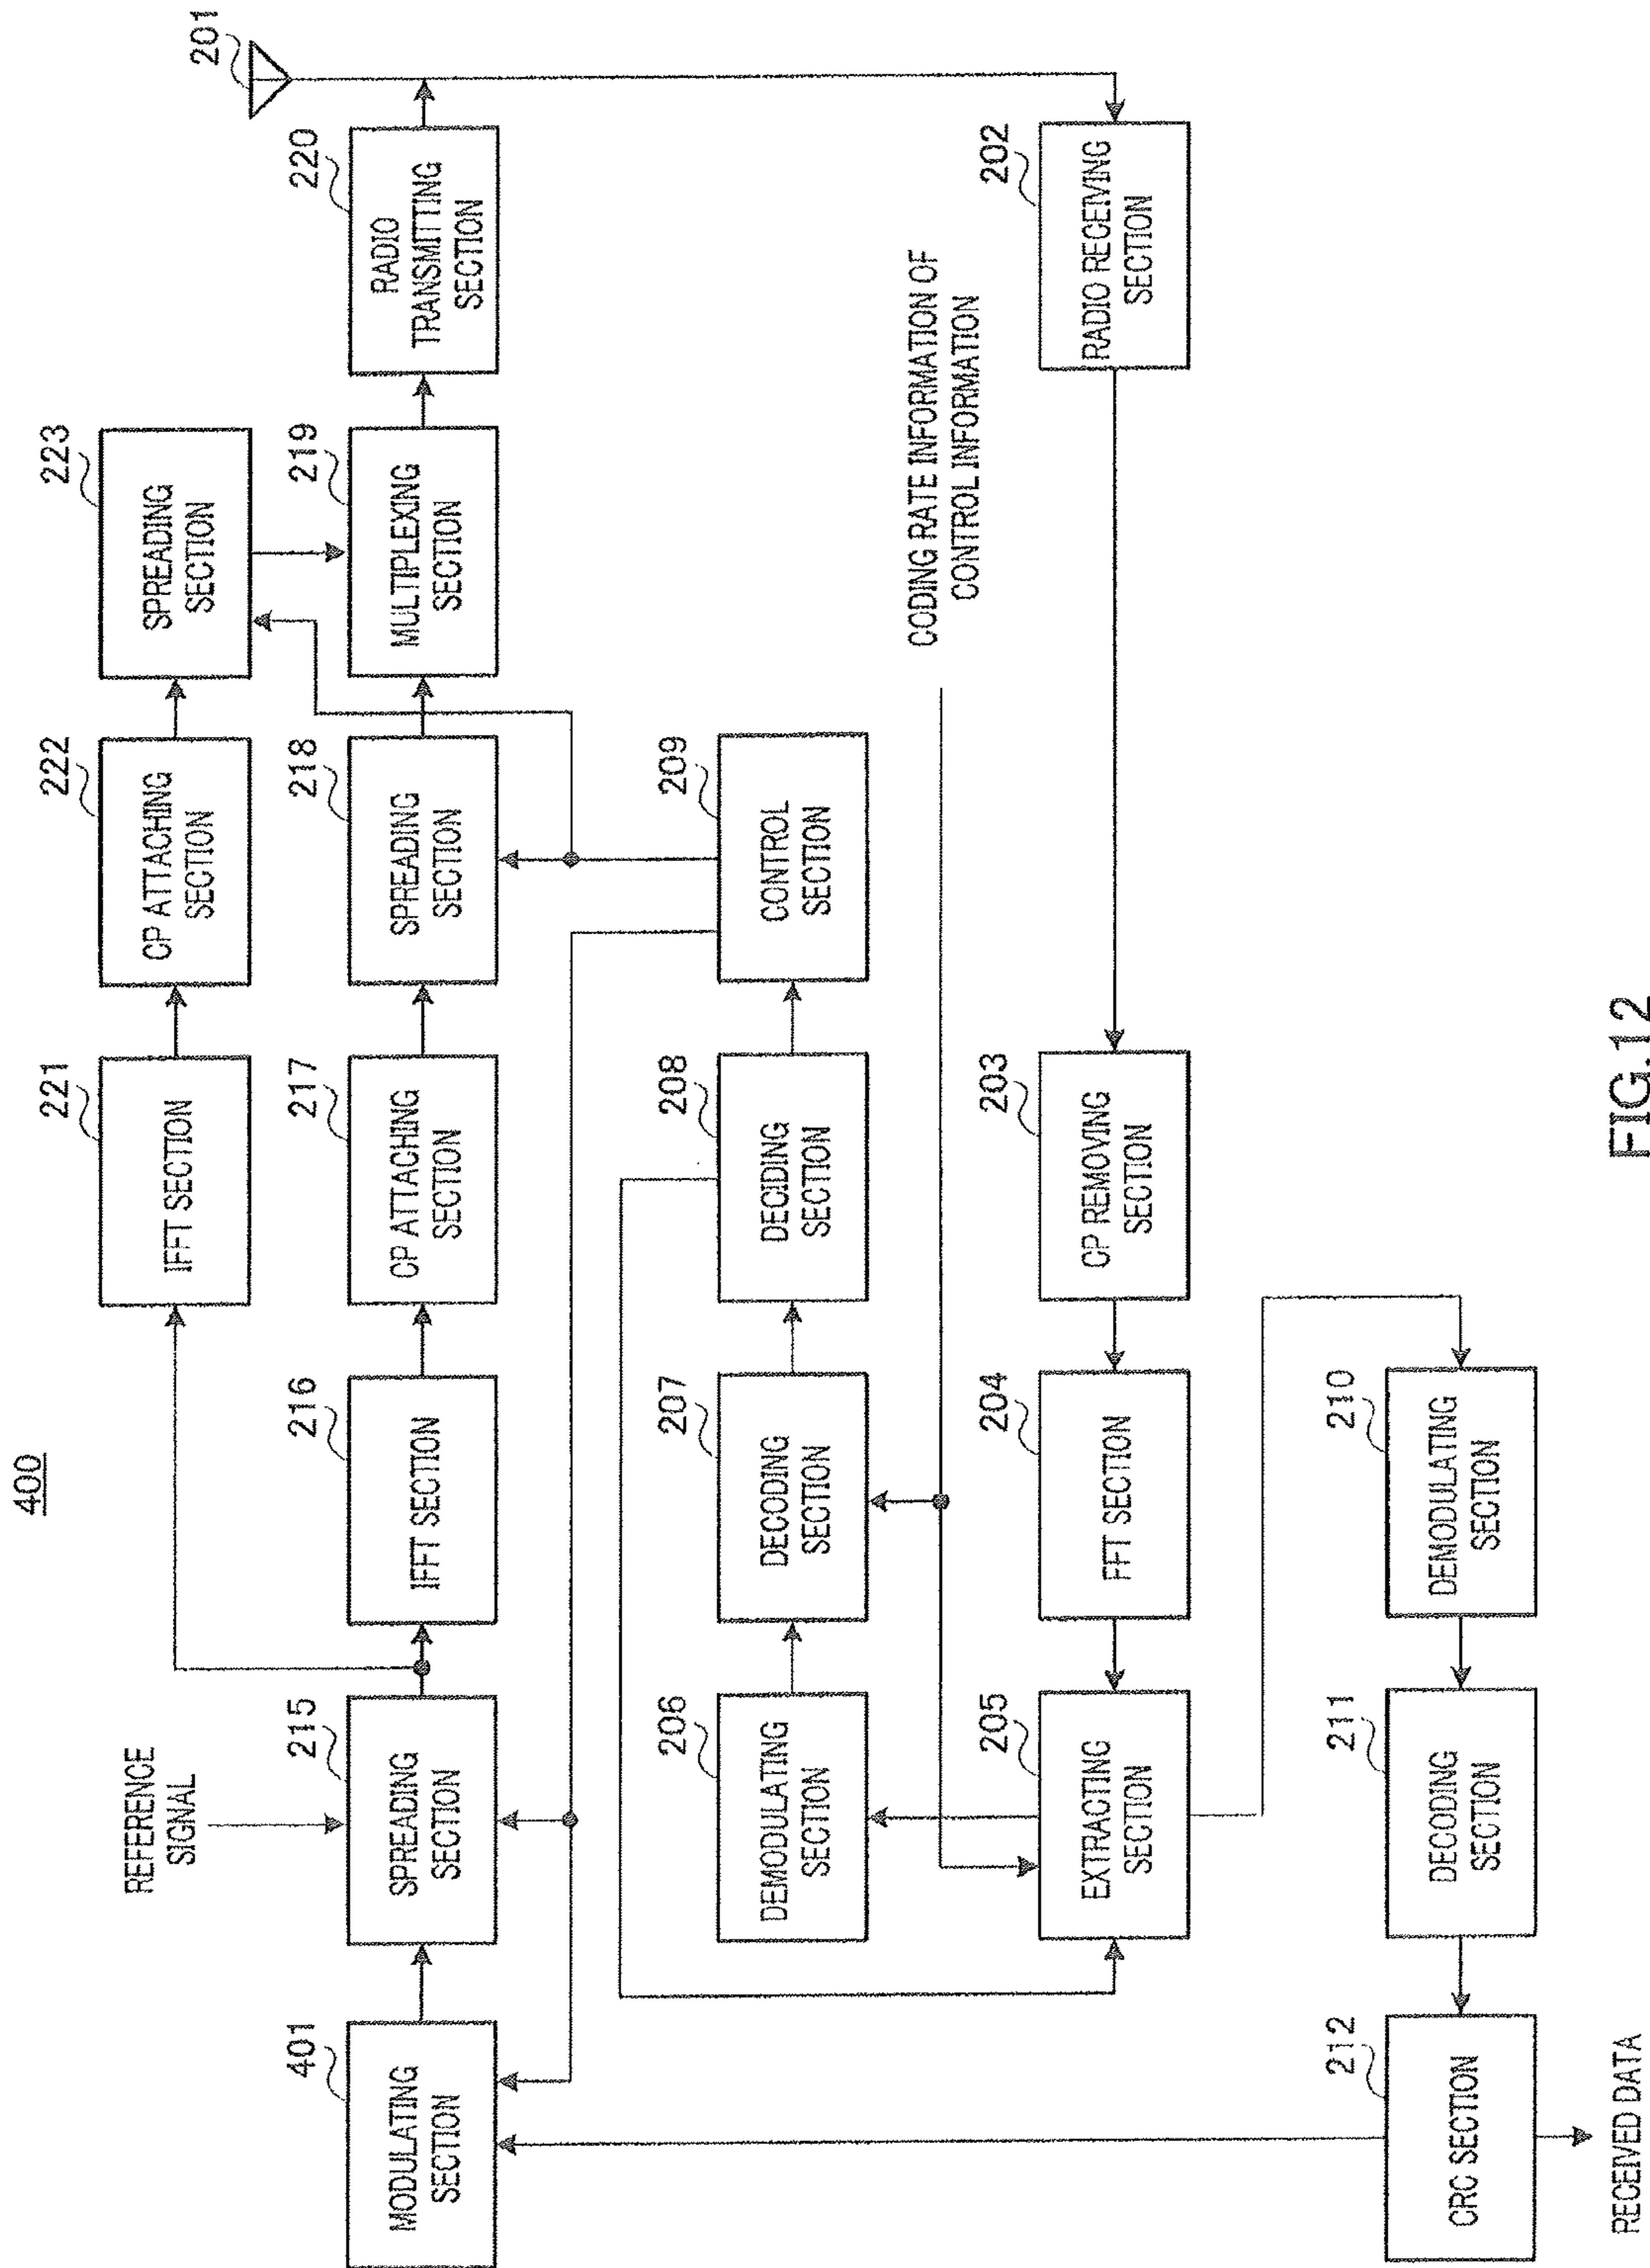 400
REFERENCE
SIGNAL
221
IFFT SECTION
222
CP ATTACHING
SECTION
223
SPREADING
SECTION
201
401
MODULATING
SECTION
215
SPREADING
SECTION
216
IFFT SECTION
217
CP ATTACHING
SECTION
218
SPREADING
SECTION
219
MULTIPLEXING
SECTION
220
RADIO
TRANSMITTING
SECTION
206
DEMODULATING
SECTION
207
DECODING
SECTION
208
DECIDING
SECTION
209
CONTROL
SECTION
CODING RATE INFORMATION OF
CONTROL INFORMATION
205
EXTRACTING
SECTION
204
FFT SECTION
203
CP REMOVING
SECTION
202
RADIO RECEIVING
SECTION
212
CRC SECTION
211
DECODING
SECTION
210
DEMODULATING
SECTION
RECEIVED DATA
FIG.12